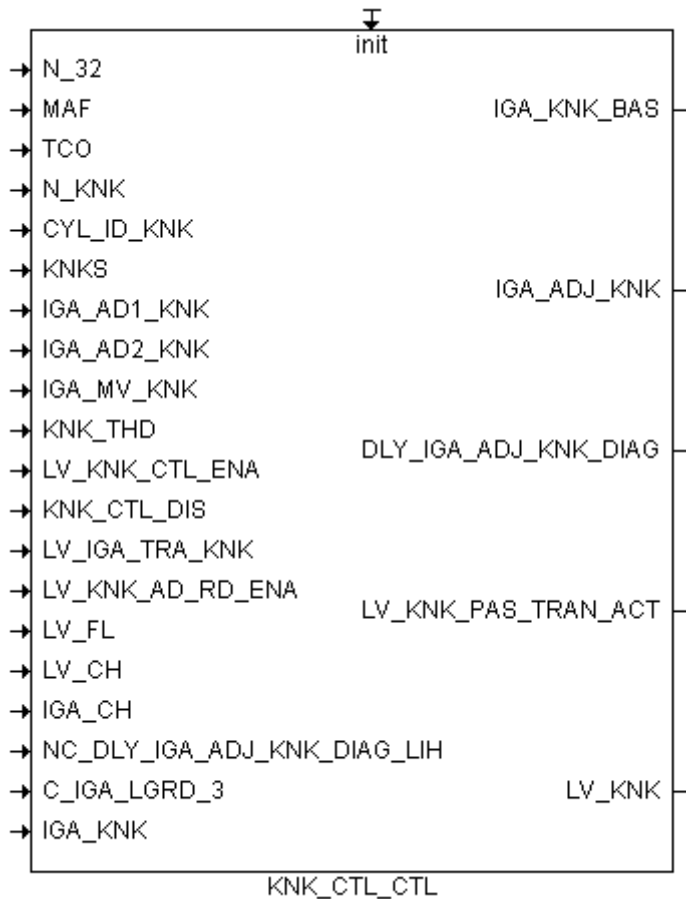 init
N_32
MAF
IGA_KNK_BAS
TCO
N_KNK
CYL_ID_KNK
KNKS
IGA_ADJ_KNK
IGA_AD1_KNK
IGA_AD2_KNK
IGA_MV_KNK
KNK_THD
DLY_IGA_ADJ_KNK_DIAG
LV_KNK_CTL_ENA
KNK_CTL_DIS
LV_IGA_TRA_KNK
LV_KNK_AD_RD_ENA
LV_KNK_PAS_TRAN_ACT
LV_FL
LV_CH
IGA_CH
NC_DLY_IGA_ADJ_KNK_DIAG_LIH
C_IGA_LGRD_3
LV_KNK
IGA_KNK
KNK_CTL_CTL